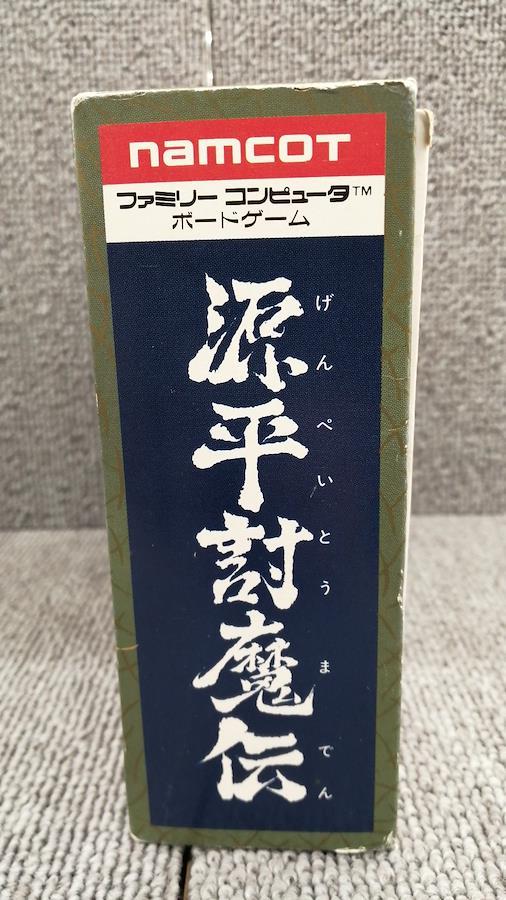 namcoT
ファミリー コンピュータ™
ボードゲーム
源平討魔伝
げんぺいとうまでん